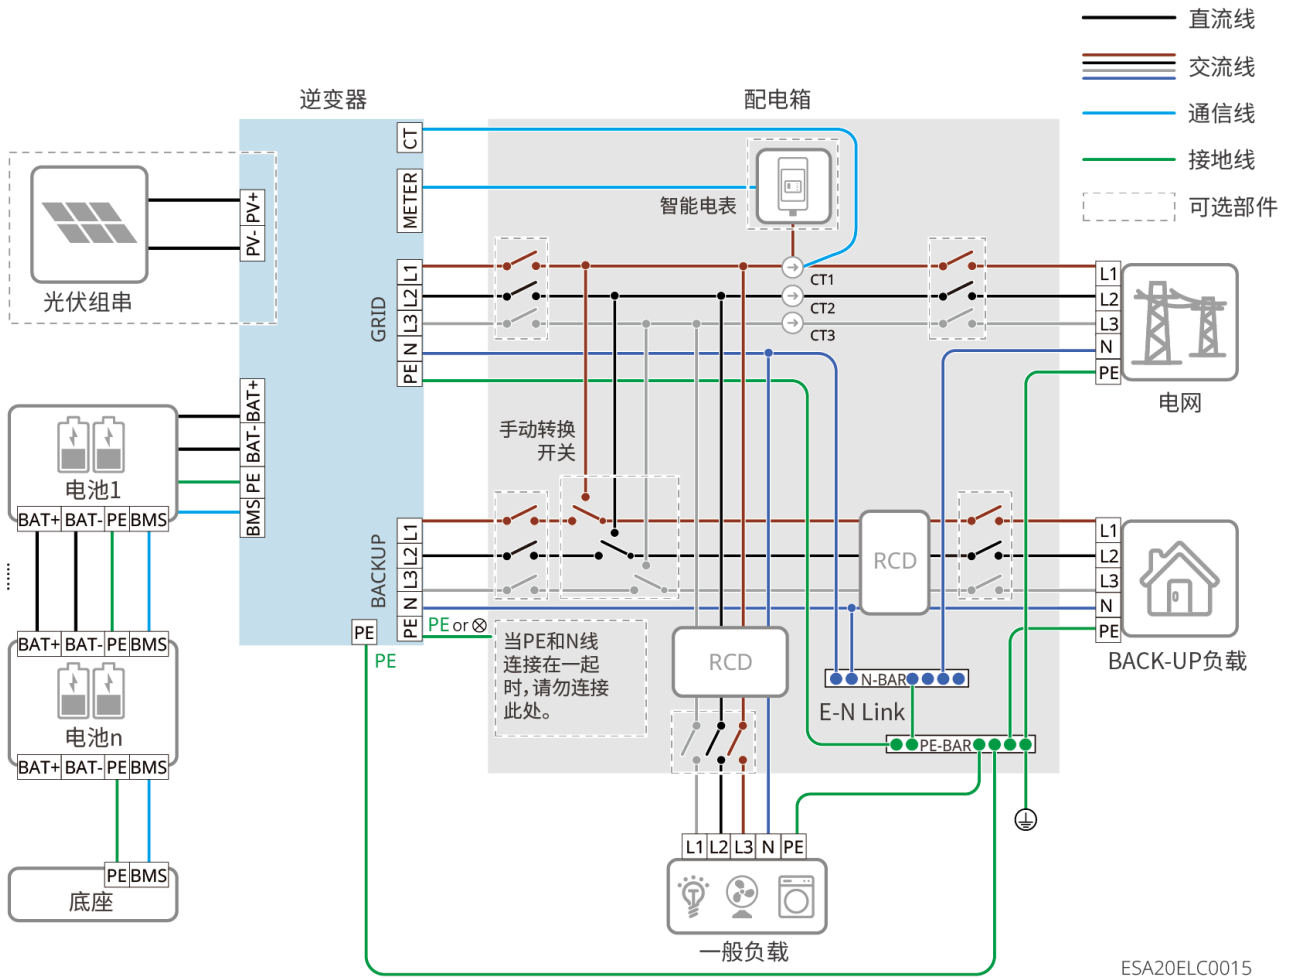 直流线
交流线
通信线
接地线
可选部件
逆变器
配电箱
CT
METER
智能电表
PV+
PV-
光伏组串
GRID
L1
L2
L3
N
PE
CT1
CT2
CT3
L1
L2
L3
N
PE
电网
手动转换
开关
BAT+
BAT-
PE
BMS
电池1
BAT+ BAT- PE BMS
......
BAT+ BAT- PE BMS
电池n
BAT+ BAT- PE BMS
PE BMS
底座
BACKUP
L1
L2
L3
N
PE
PE
PE
PE or ⊗
当PE和N线
连接在一起
时,请勿连接
此处。
RCD
RCD
L1
L2
L3
N
PE
BACK-UP负载
N-BAR
E-N Link
PE-BAR
L1 L2 L3 N PE
一般负载
ESA20ELC0015